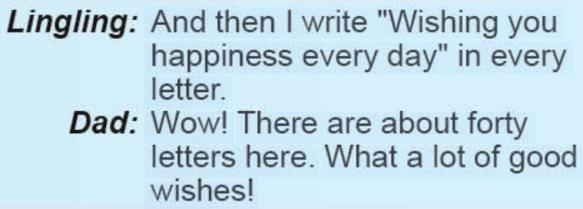 Lingling: And then I write "Wishing you
happiness every day" in every
letter.
Dad: Wow! There are about forty
letters here. What a lot of good
wishes!